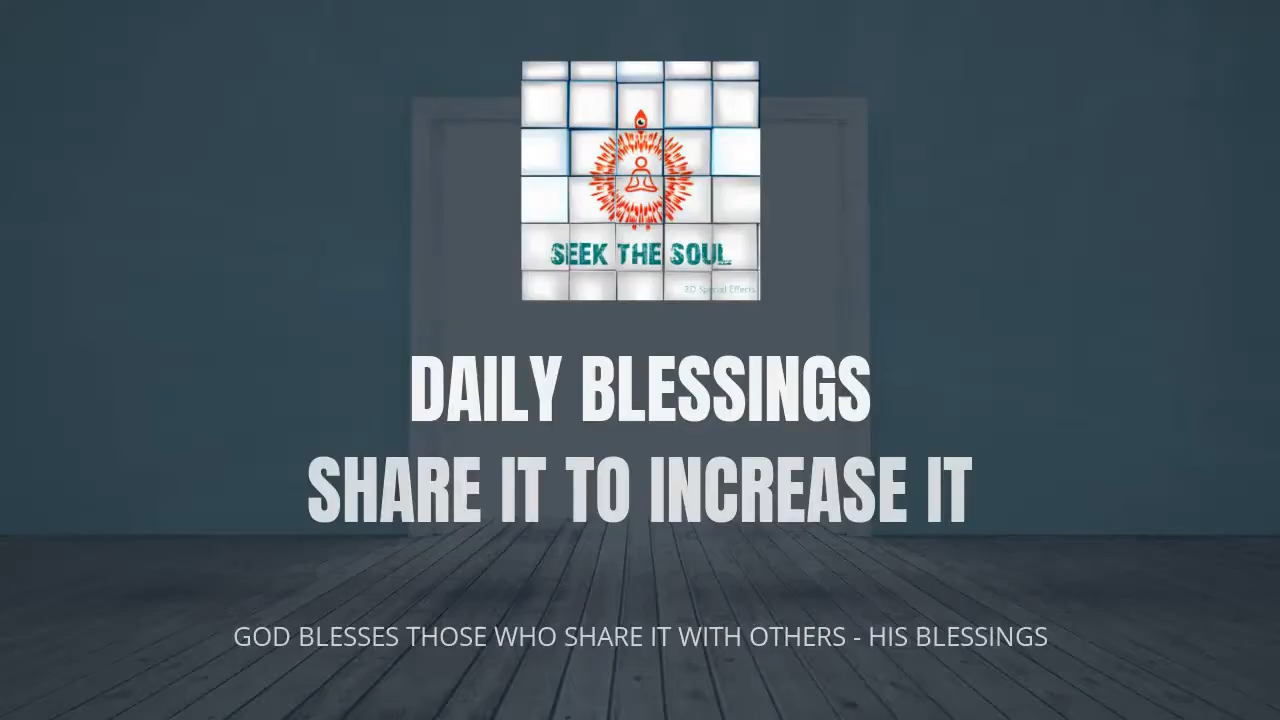 SEEK THE SOUL
3D Special Effects
DAILY BLESSINGS
SHARE IT TO INCREASE IT
GOD BLESSES THOSE WHO SHARE IT WITH OTHERS - HIS BLESSINGS